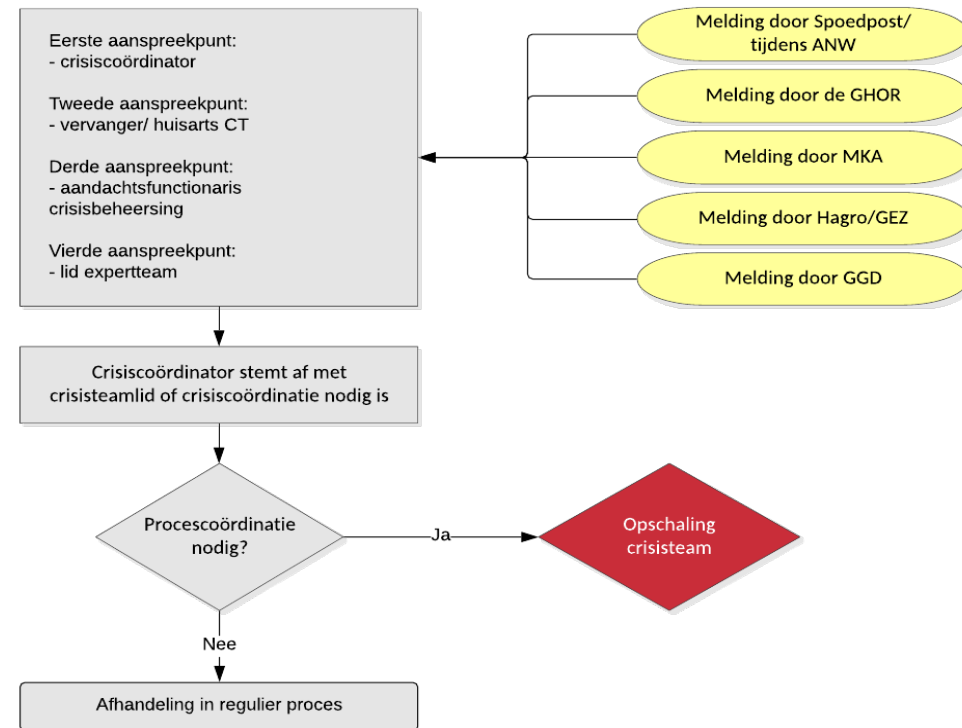 Eerste aanspreekpunt:
- crisiscoördinator
Tweede aanspreekpunt:
- vervanger/ huisarts CT
Derde aanspreekpunt:
- aandachtsfunctionaris
crisisbeheersing
Vierde aanspreekpunt:
- lid expertteam
Melding door Spoedpost/
tijdens ANW
Melding door de GHOR
Melding door MKA
Melding door Hagro/GEZ
Melding door GGD
Crisiscoördinator stemt af met
crisisteamlid of crisiscoördinatie nodig is
Procescoördinatie
nodig?
Ja
Opschaling
crisisteam
Nee
Afhandeling in regulier proces